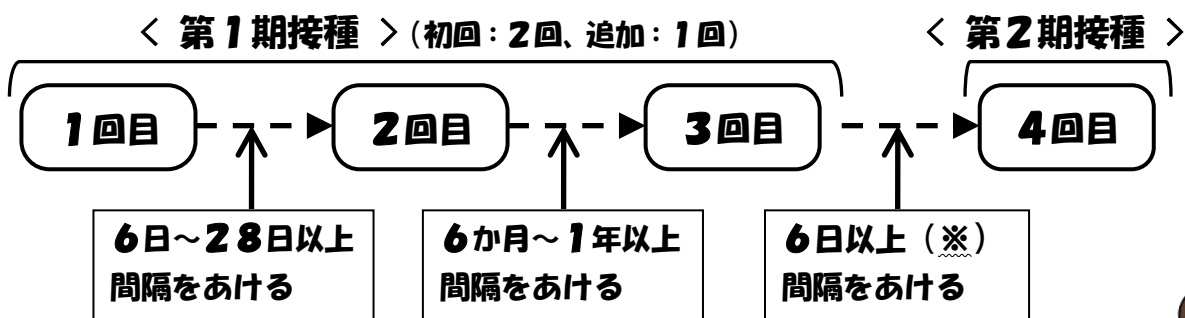 ＜ 第１期接種 ＞（初回：２回、追加：１回）
＜ 第２期接種 ＞
１回目
２回目
３回目
４回目
６日～２８日以上
間隔をあける
６か月～１年以上
間隔をあける
６日以上（※）
間隔をあける